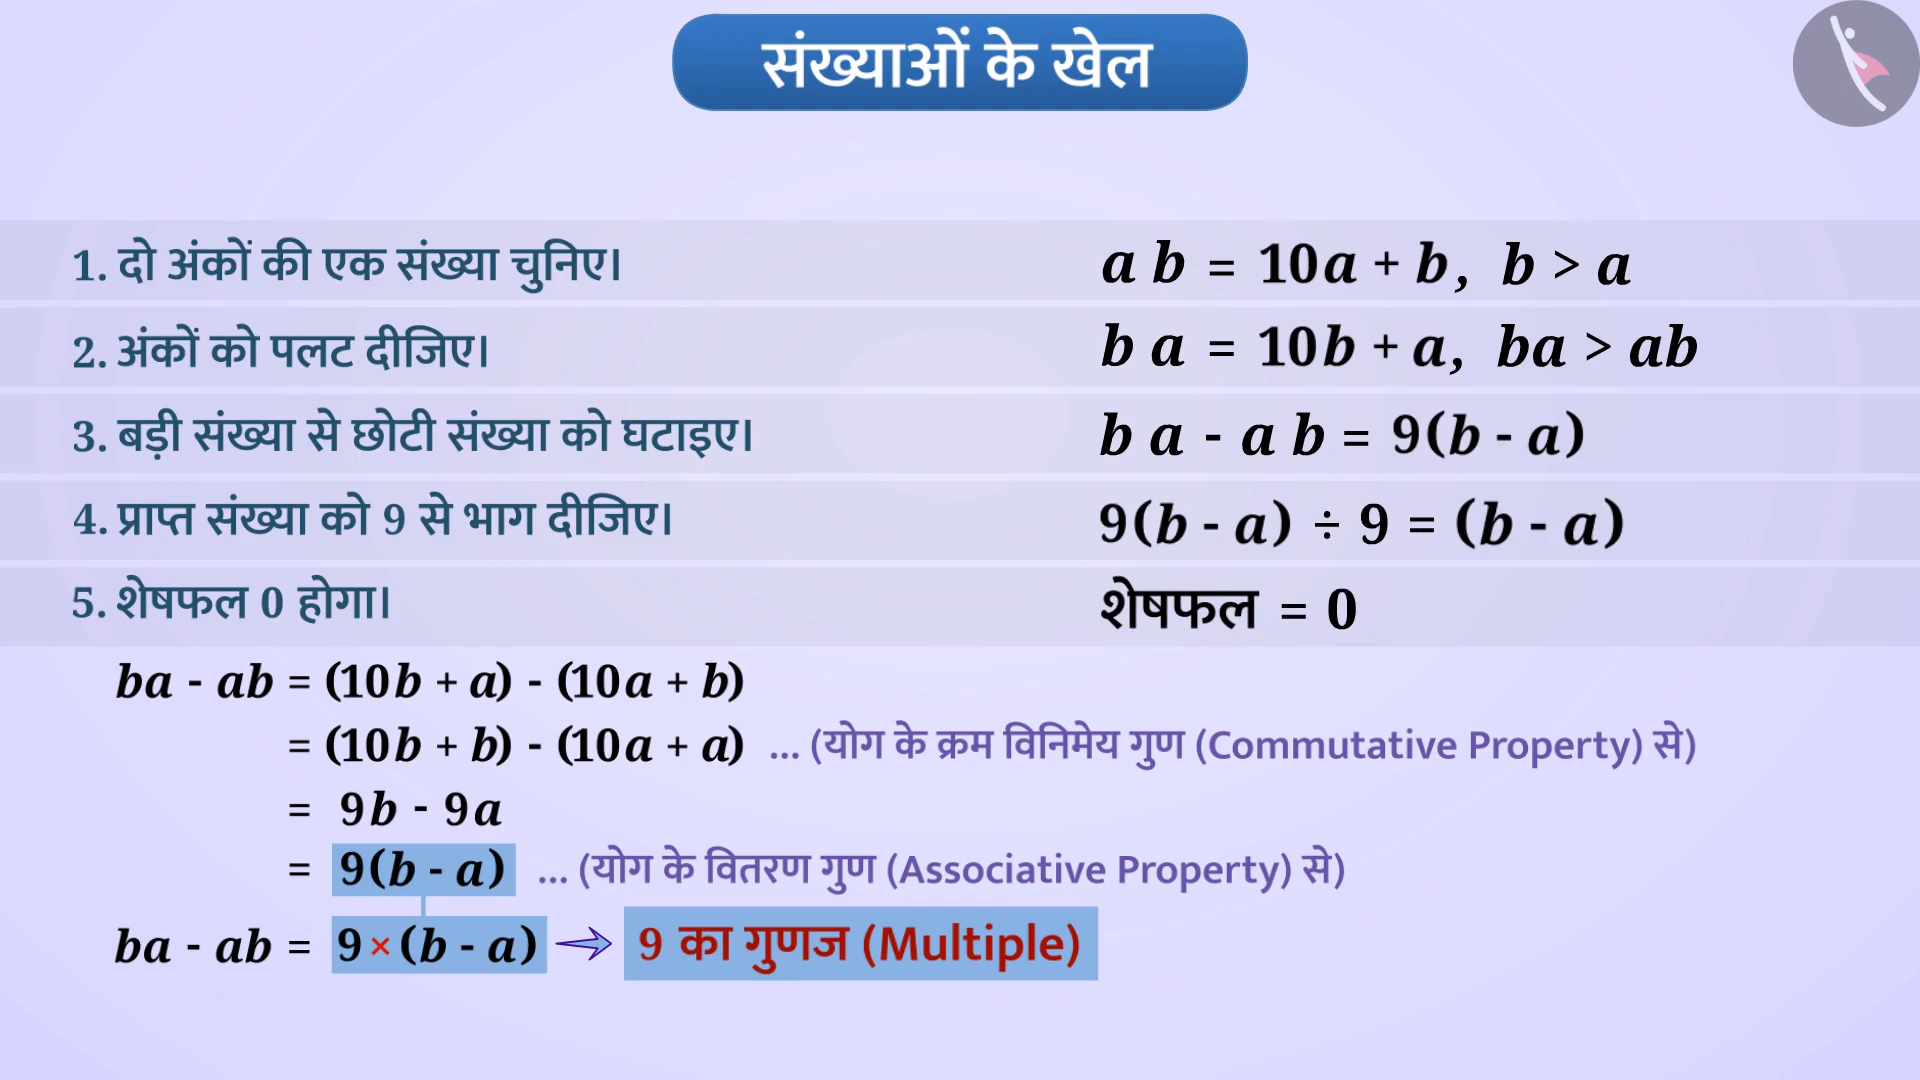 संख्याओं के खेल
1. दो अंकों की एक संख्या चुनिए। a b = 10a + b, b > a
2. अंकों को पलट दीजिए। b a = 10b + a, ba > ab
3. बड़ी संख्या से छोटी संख्या को घटाइए। b a - a b = 9(b - a)
4. प्राप्त संख्या को 9 से भाग दीजिए। 9(b - a) ÷ 9 = (b - a)
5. शेषफल 0 होगा। शेषफल = 0
ba - ab = (10b + a) - (10a + b)
= (10b + b) - (10a + a) ... (योग के क्रम विनिमेय गुण (Commutative Property) से)
= 9b - 9a
= 9(b - a) ... (योग के वितरण गुण (Associative Property) से)
ba - ab = 9 × (b - a) 9 का गुणज (Multiple)